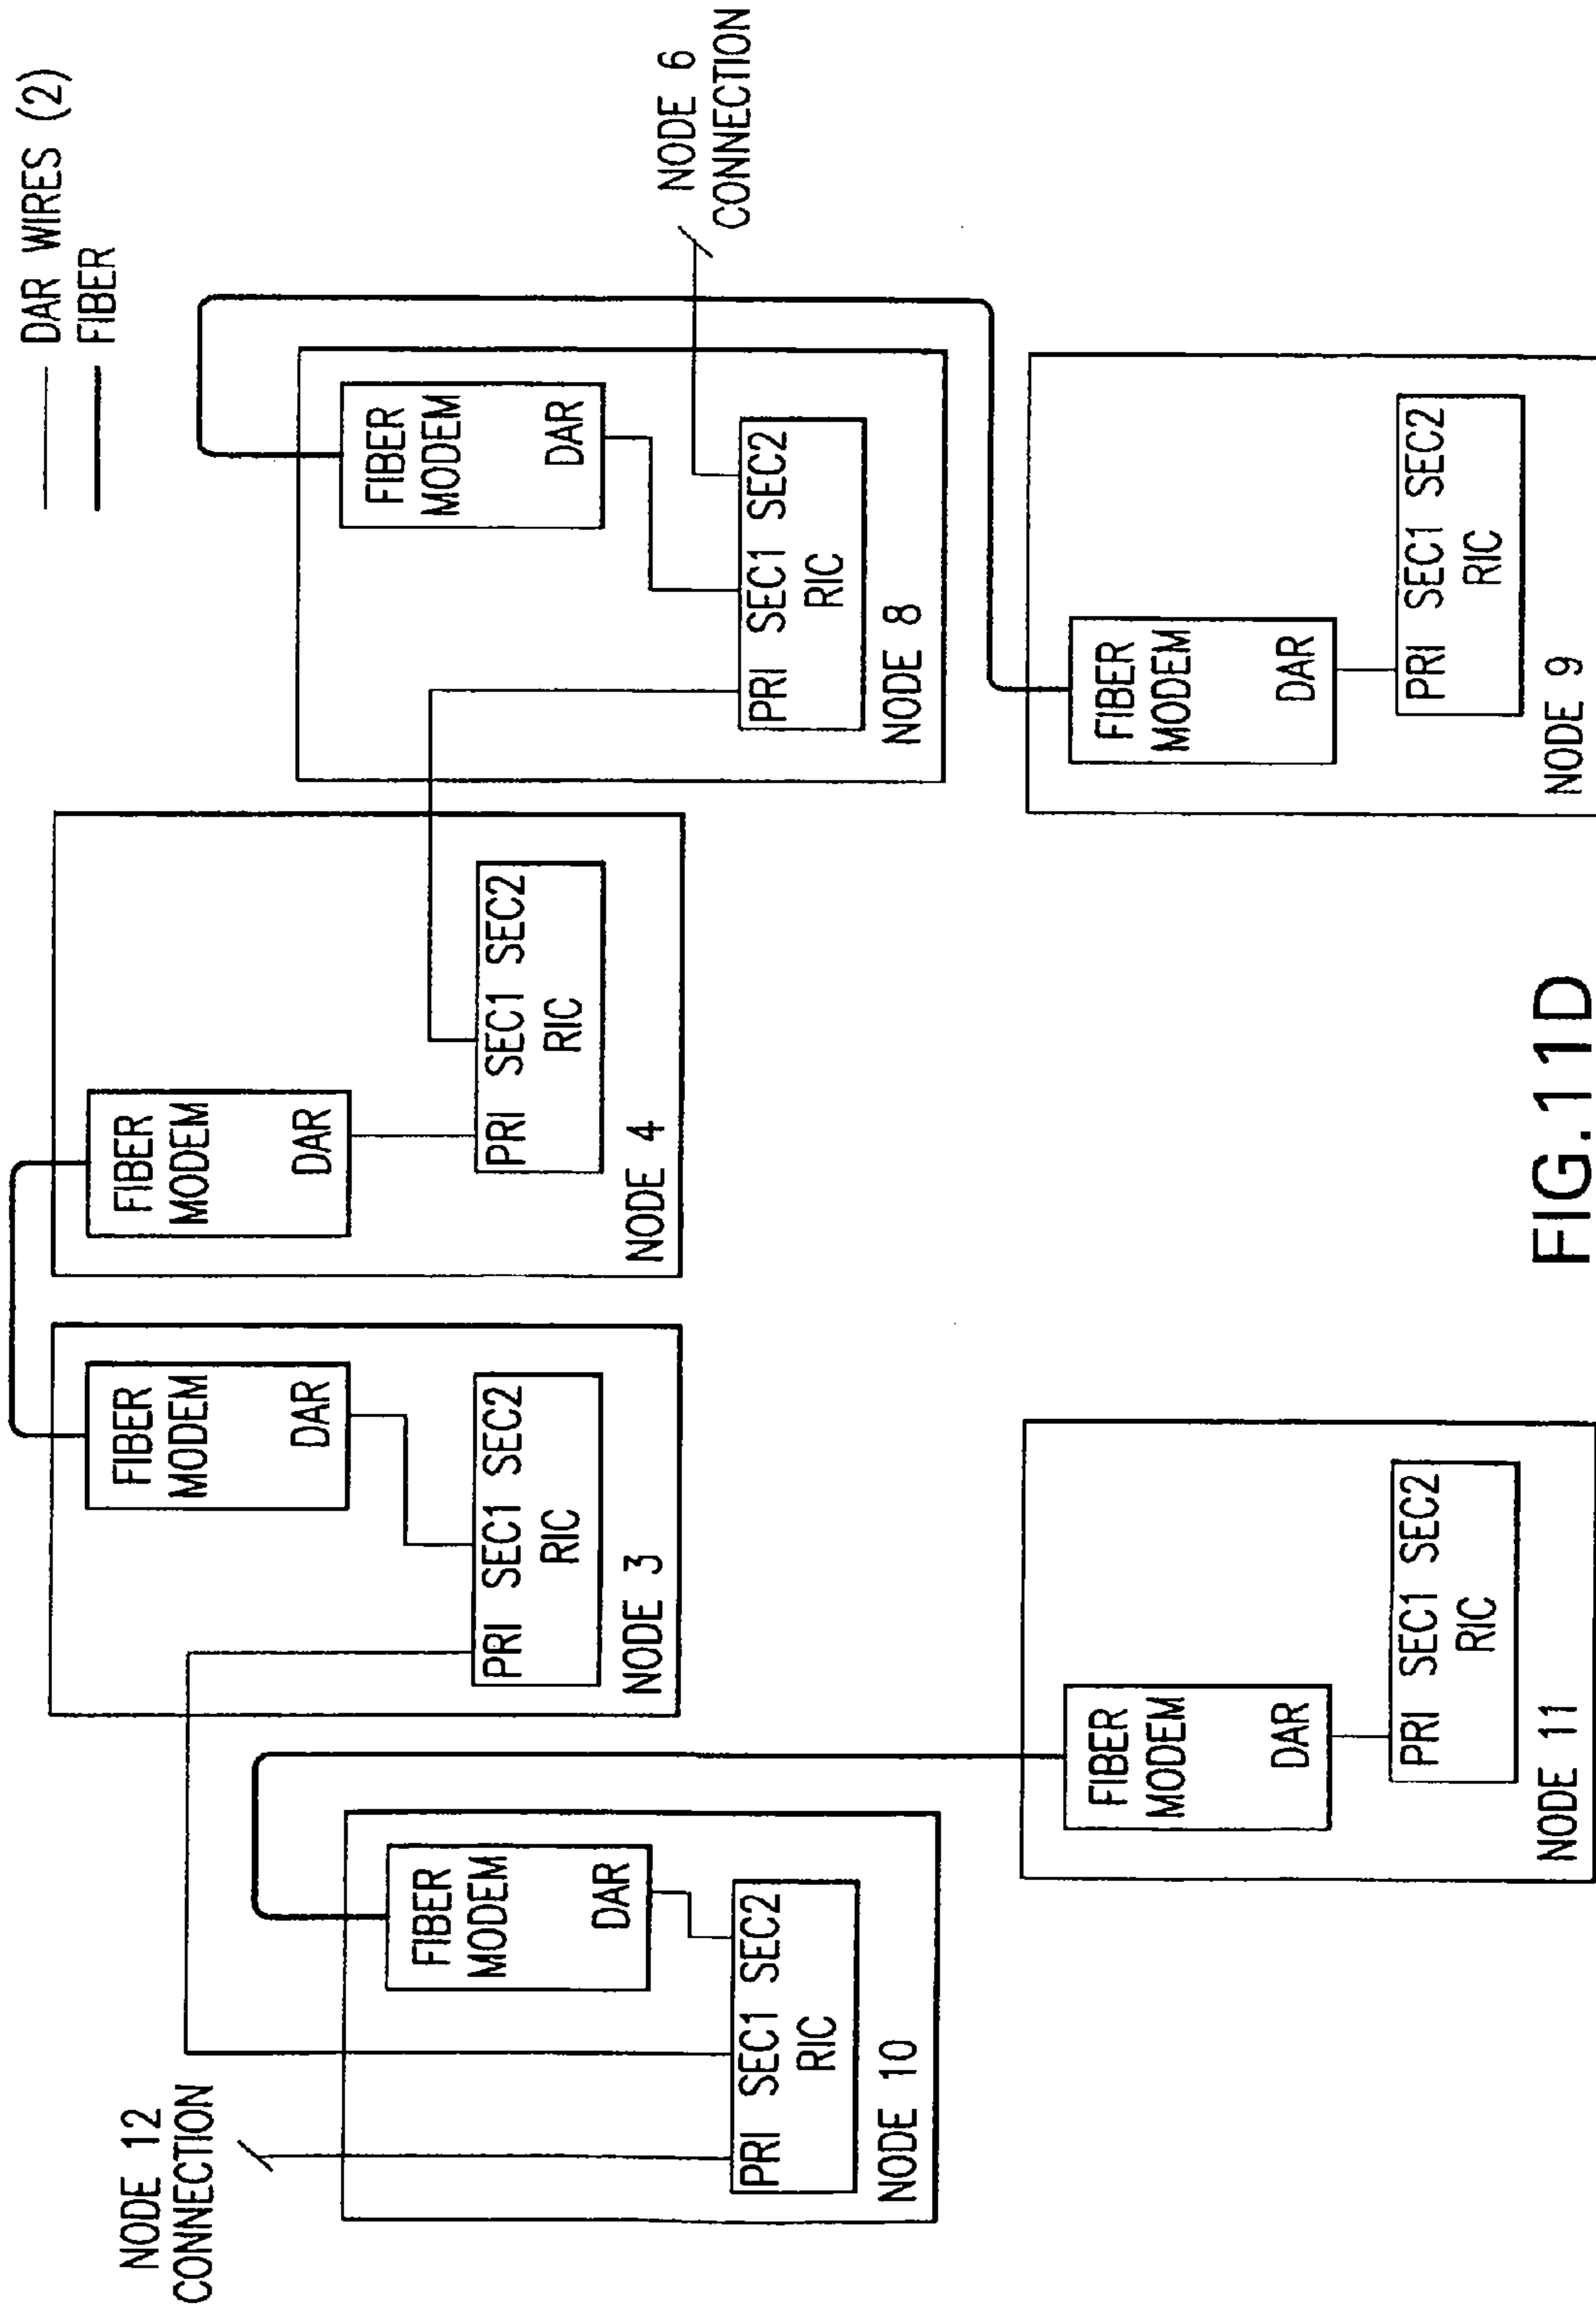 DAR WIRES (2)
FIBER
NODE 12
CONNECTION
FIBER
MODEM
DAR
PRI SEC1 SEC2
RIC
NODE 10
FIBER
MODEM
DAR
PRI SEC1 SEC2
RIC
NODE 3
FIBER
MODEM
DAR
PRI SEC1 SEC2
RIC
NODE 4
FIBER
MODEM
DAR
PRI SEC1 SEC2
RIC
NODE 8
NODE 6
CONNECTION
FIBER
MODEM
DAR
PRI SEC1 SEC2
RIC
NODE 11
FIBER
MODEM
DAR
PRI SEC1 SEC2
RIC
NODE 9
FIG.11D